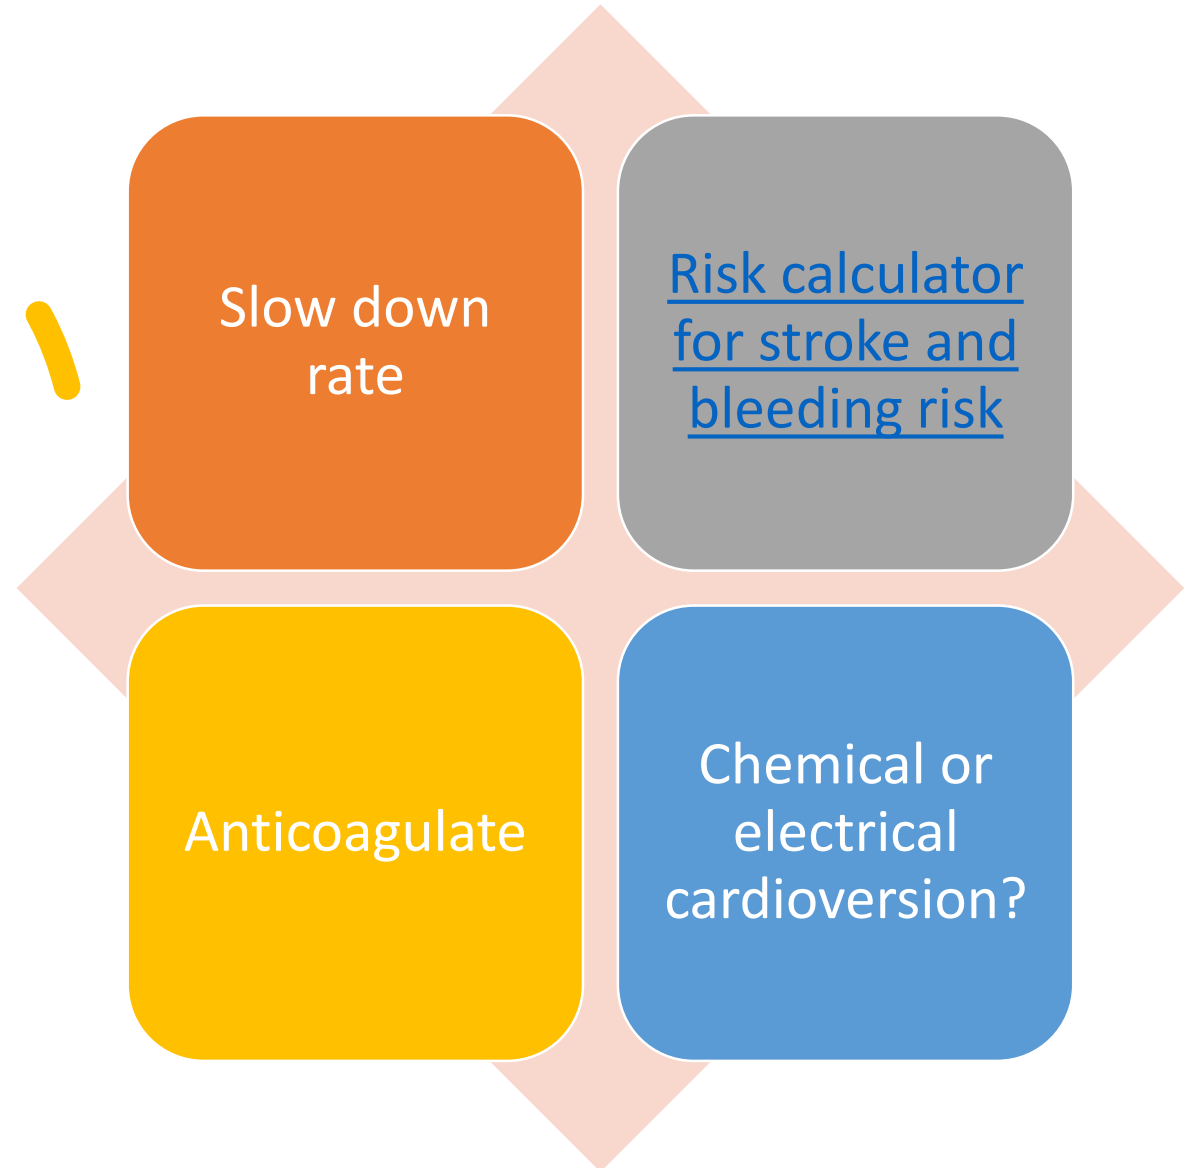 Slow down
rate
Risk calculator
for stroke and
bleeding risk
Anticoagulate
Chemical or
electrical
cardioversion?